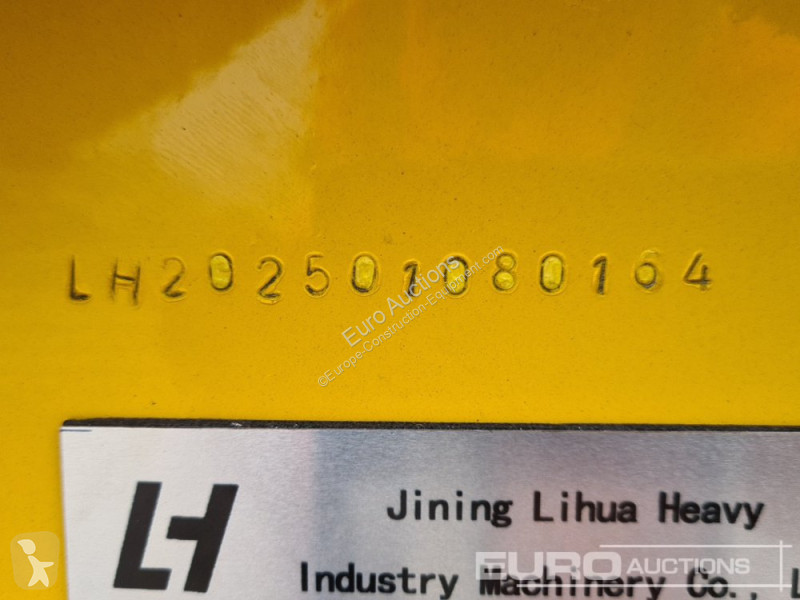 LH202501080164
Euro Auctions
©Europe-Construction-Equipment.com
LH
Jining Lihua Heavy
Industry Machinery Co., L
EURO AUCTIONS